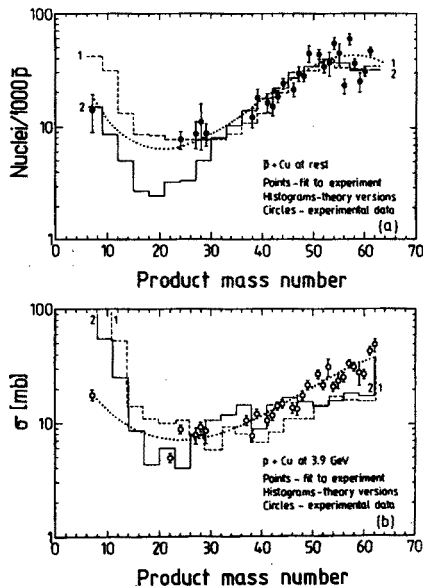 100
10
1
Nuclei/1000 p̄
1
2
1
2
p̄ + Cu at rest
Points - fit to experiment
Histograms - theory versions
Circles - experimental data
(a)
0 10 20 30 40 50 60 70
Product mass number
100
10
1
σ [mb]
2 1
2 1
p + Cu at 3.9 GeV
Points - fit to experiment
Histograms - theory versions
Circles - experimental data
(b)
0 10 20 30 40 50 60 70
Product mass number